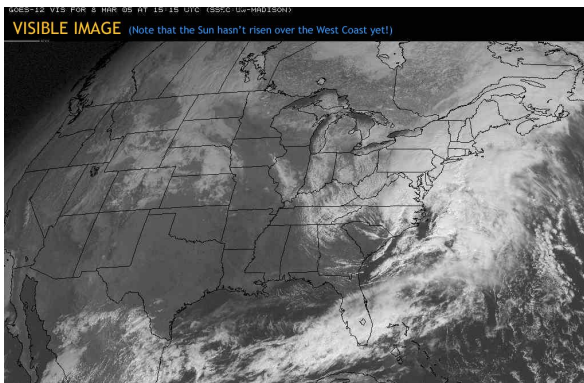 GOES-12 VIS FOR 8 MAR 05 AT 15:15 UTC (SSEC-UW-MADISON)
VISIBLE IMAGE (Note that the Sun hasn't risen over the West Coast yet!)